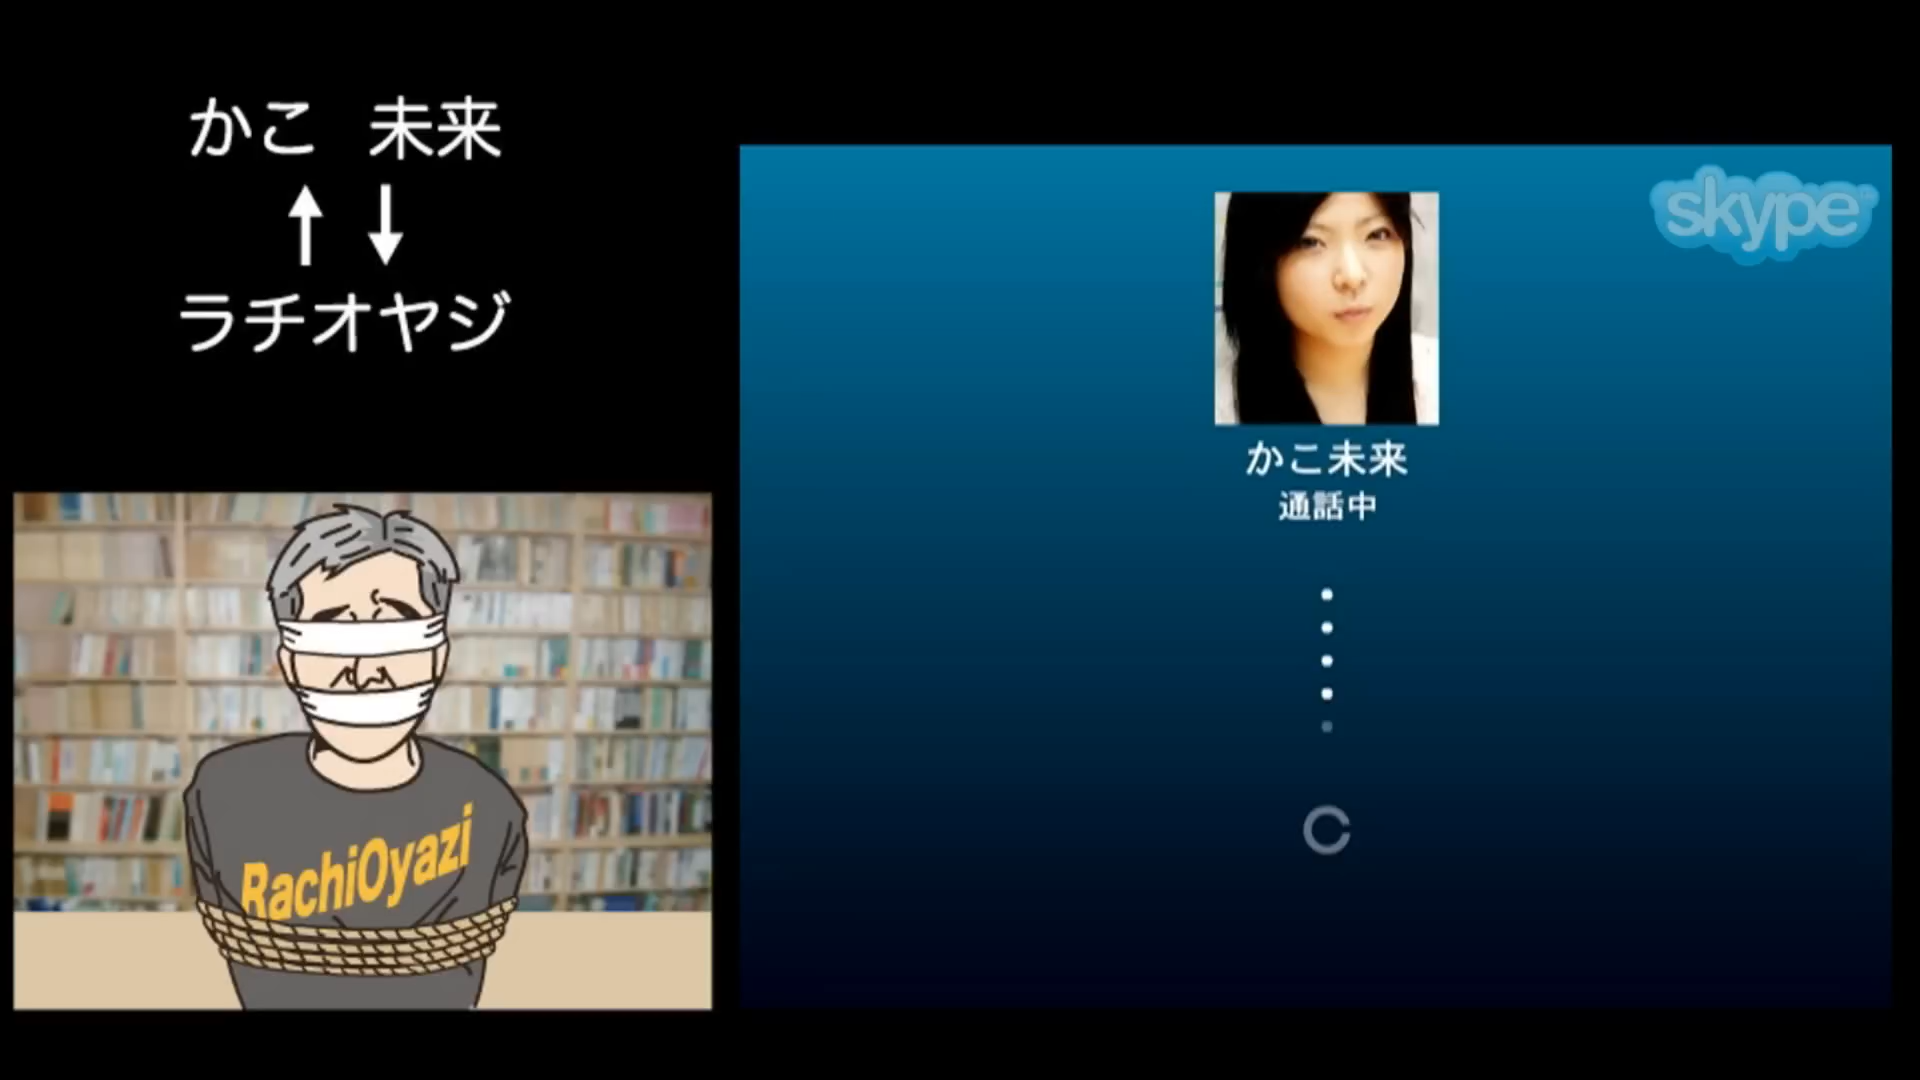 かこ 未来
↑ ↓
ラチオヤジ
RachiOyazi
skype
かこ未来
通話中